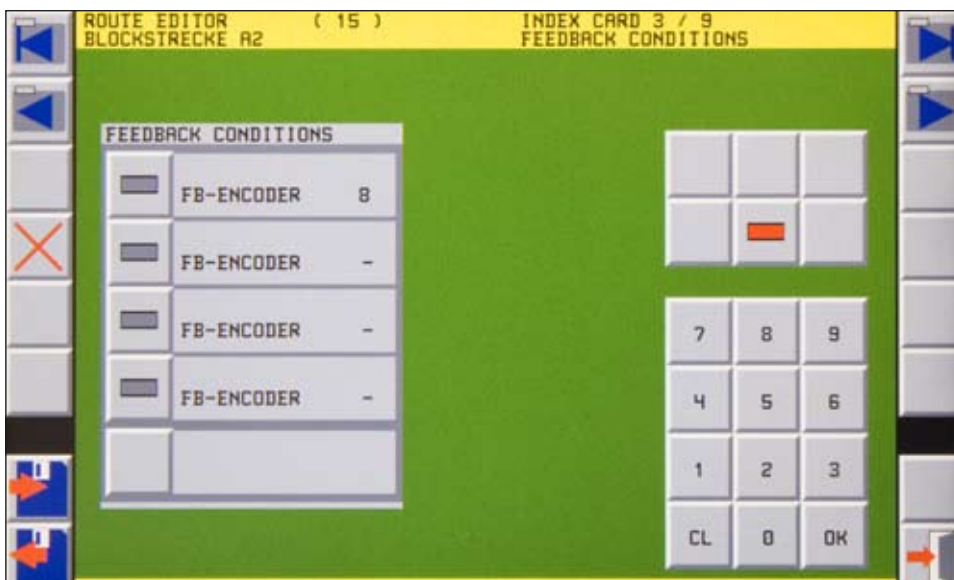 ROUTE EDITOR ( 15 ) INDEX CARD 3 / 9
BLOCKSTRECKE A2 FEEDBACK CONDITIONS
FEEDBACK CONDITIONS
FB-ENCODER 8
FB-ENCODER -
FB-ENCODER -
FB-ENCODER -
7 8 9
4 5 6
1 2 3
CL 0 OK